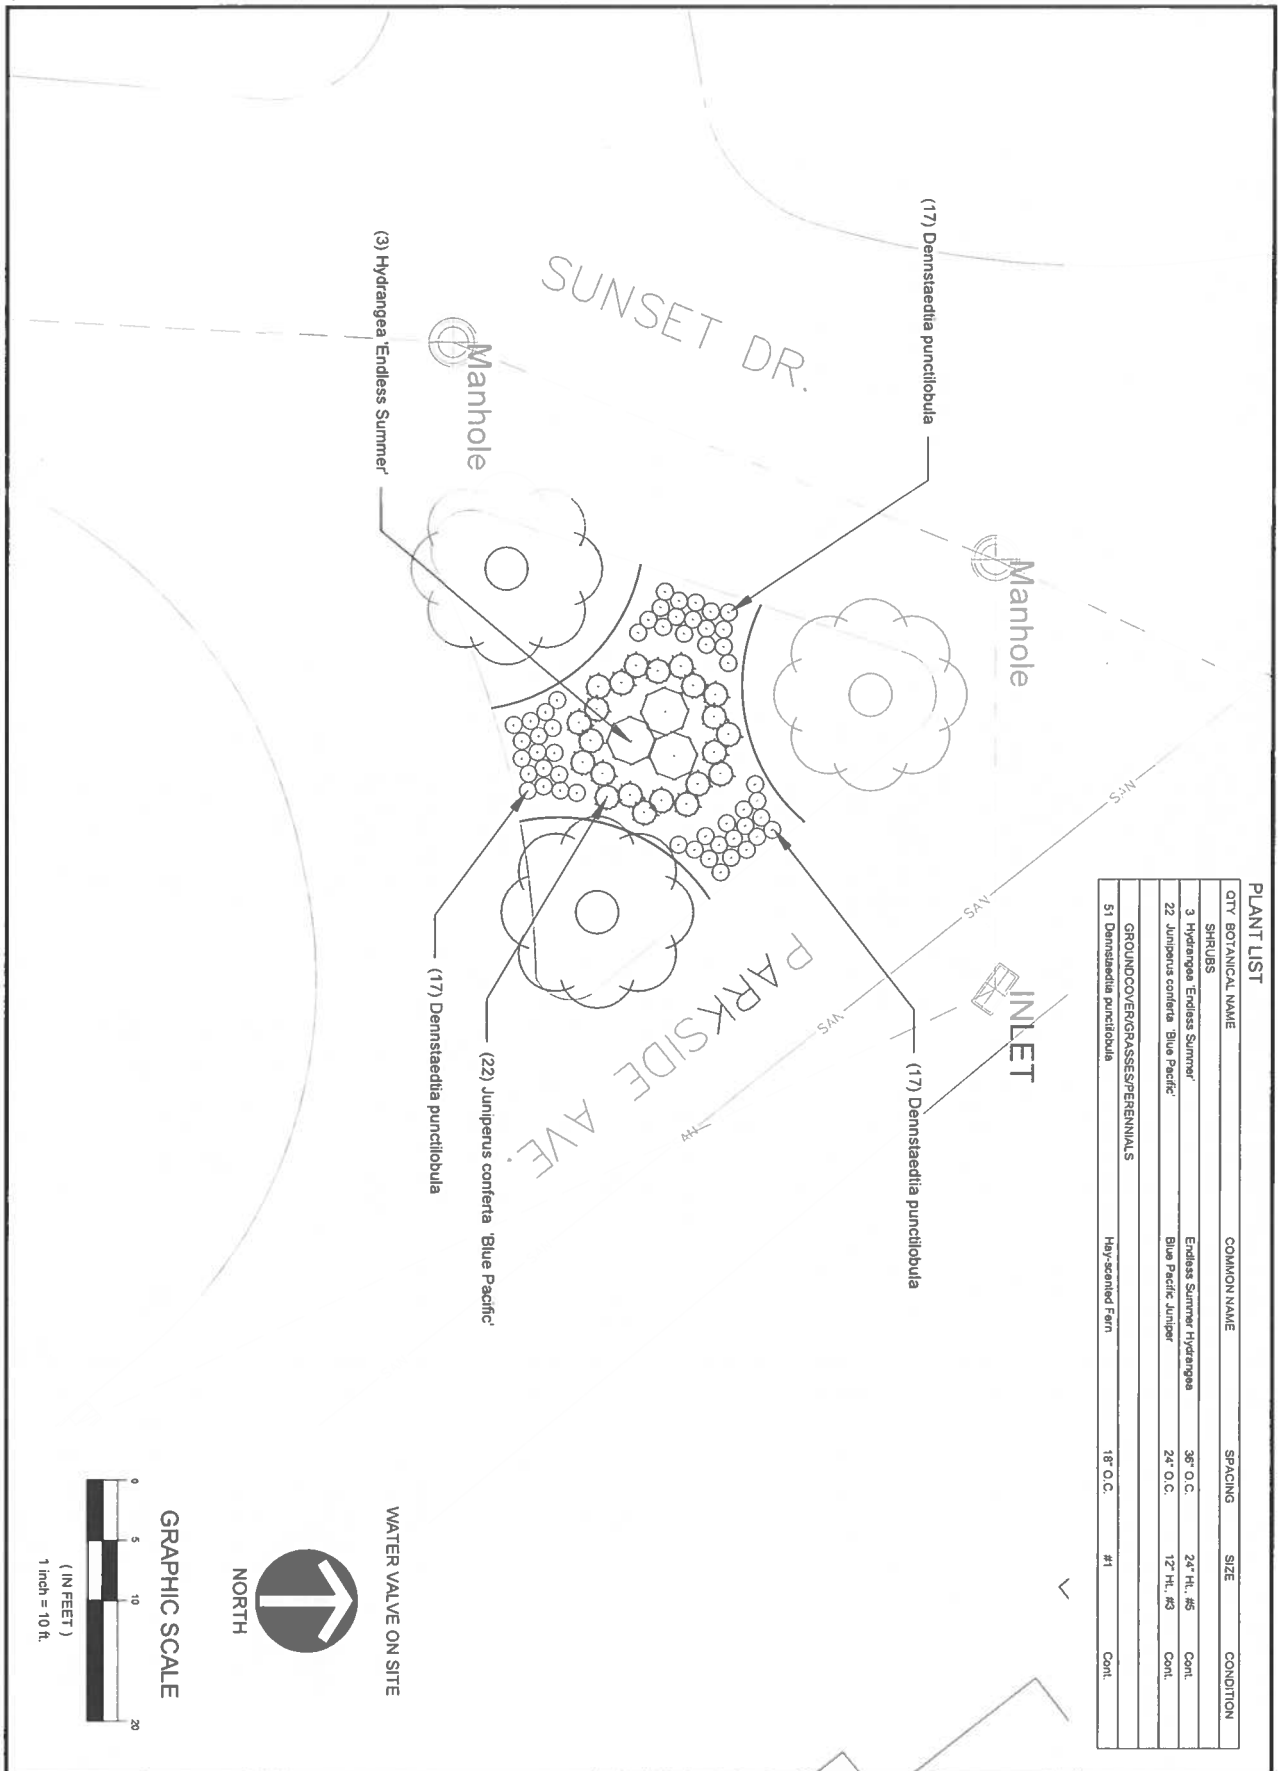 PLANT LIST
QTY BOTANICAL NAME COMMON NAME SPACING SIZE CONDITION
SHRUBS
3 Hydrangea 'Endless Summer' Endless Summer Hydrangea 36" O.C. 24" Ht., #5 Cont.
22 Juniperus conferta 'Blue Pacific' Blue Pacific Juniper 24" O.C. 12" Ht., #3 Cont.
GROUNDCOVER/GRASSES/PERENNIALS
51 Dennstaedtia punctilobula Hay-scented Fern 18" O.C. #1 Cont.
(17) Dennstaedtia punctilobula
SUNSET DR.
Manhole
Manhole
(3) Hydrangea 'Endless Summer'
INLET
SAN
SAN
SAN
PARKSIDE AVE.
(17) Dennstaedtia punctilobula
(22) Juniperus conferta 'Blue Pacific'
(17) Dennstaedtia punctilobula
WATER VALVE ON SITE
NORTH
GRAPHIC SCALE
0 5 10 20
( IN FEET )
1 inch = 10 ft.